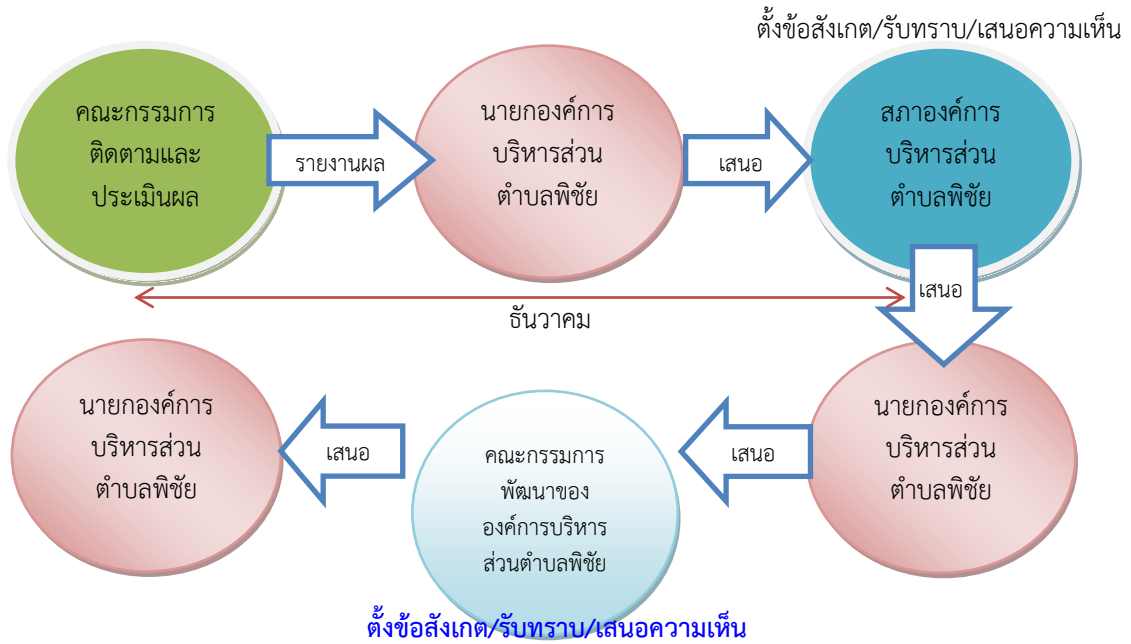 ตั้งข้อสังเกต/รับทราบ/เสนอความเห็น
คณะกรรมการ
ติดตามและ
ประเมินผล
รายงานผล
นายกองค์การ
บริหารส่วน
ตำบลพิชัย
เสนอ
สภาองค์การ
บริหารส่วน
ตำบลพิชัย
เสนอ
ธันวาคม
นายกองค์การ
บริหารส่วน
ตำบลพิชัย
เสนอ
คณะกรรมการ
พัฒนาของ
องค์การบริหาร
ส่วนตำบลพิชัย
เสนอ
นายกองค์การ
บริหารส่วน
ตำบลพิชัย
ตั้งข้อสังเกต/รับทราบ/เสนอความเห็น